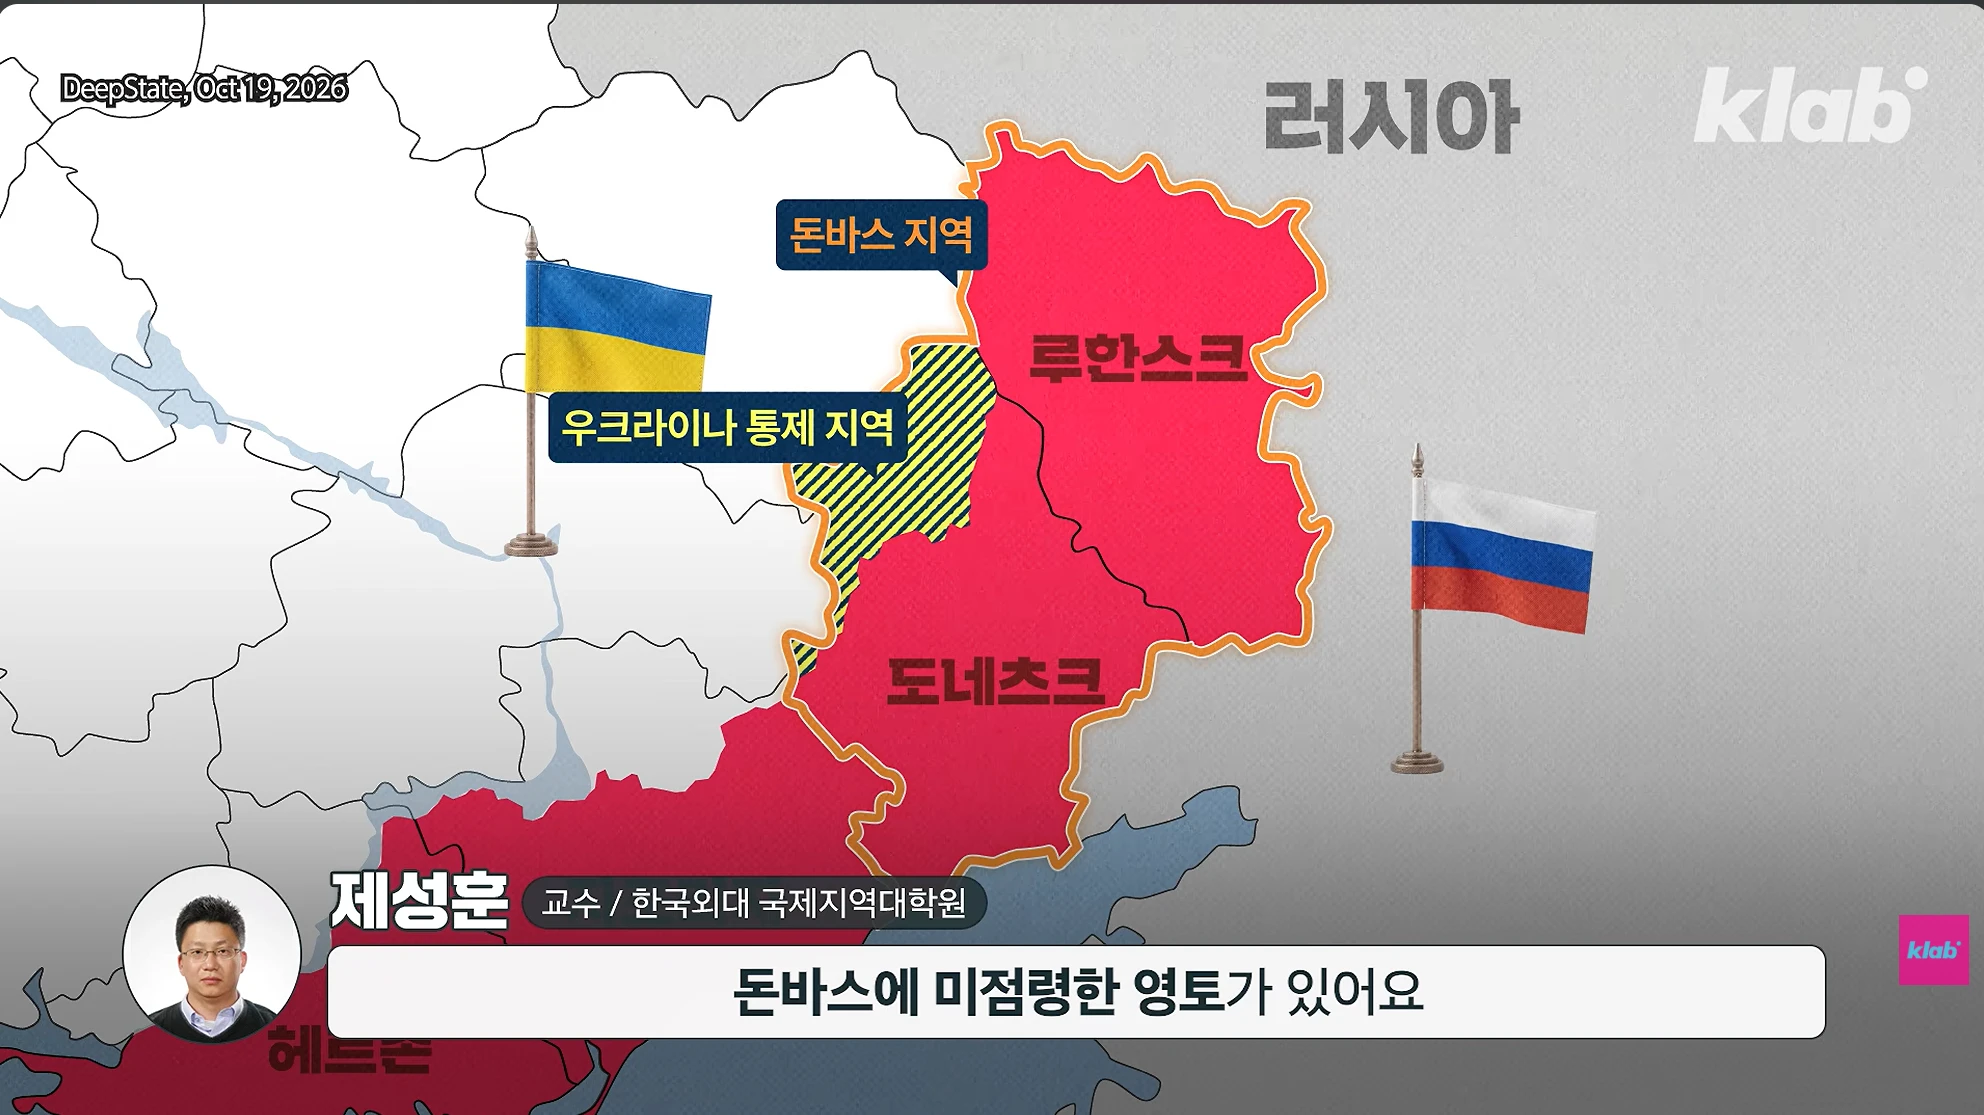 DeepState, Oct 19, 2026
러시아
klab
돈바스 지역
루한스크
우크라이나 통제 지역
도네츠크
제성훈
교수 / 한국외대 국제지역대학원
klab
돈바스에 미점령한 영토가 있어요
헤르손